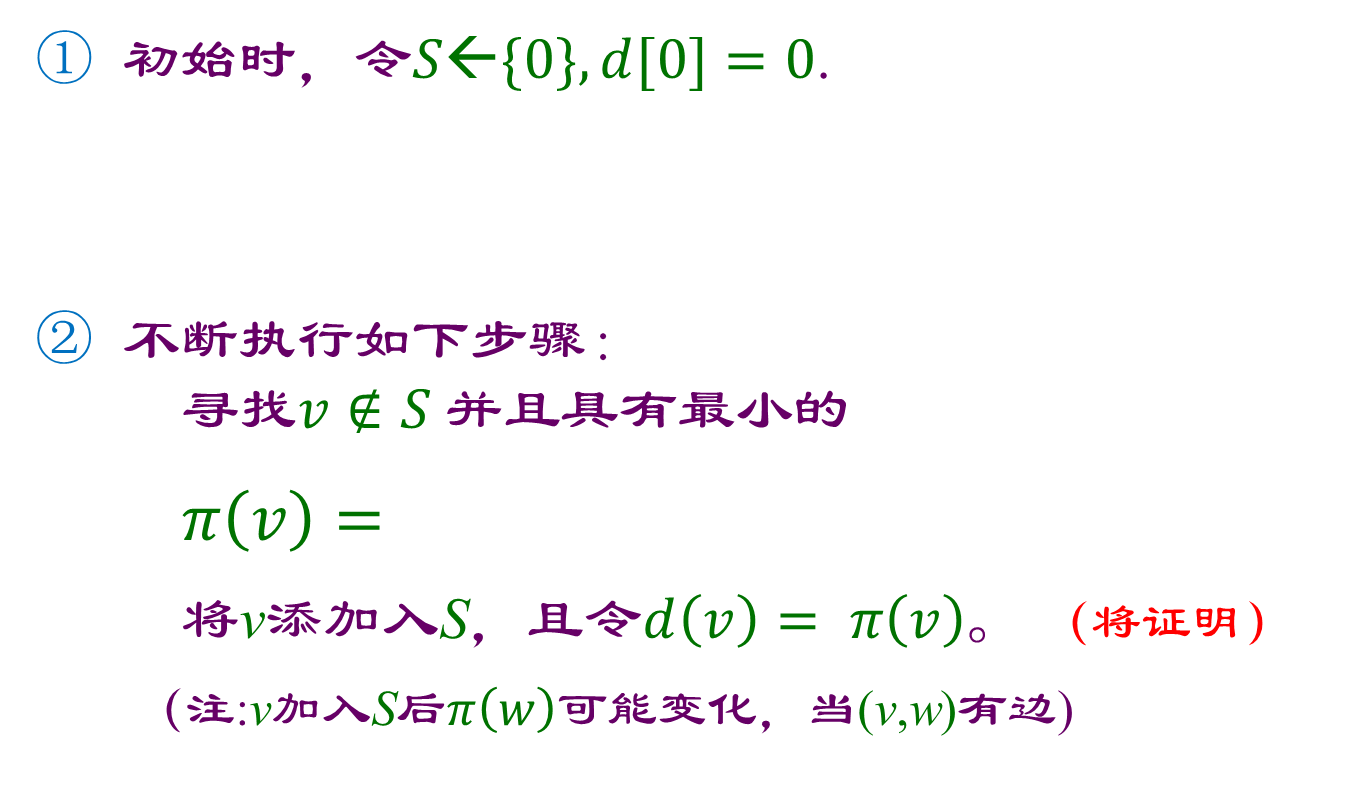 ① 初始时，令S←{0}, d[0] = 0.
② 不断执行如下步骤：
寻找v ∉ S 并且具有最小的
π(v) =
将v添加入S，且令d(v) = π(v)。 （将证明）
（注:v加入S后π(w)可能变化，当(v,w)有边）